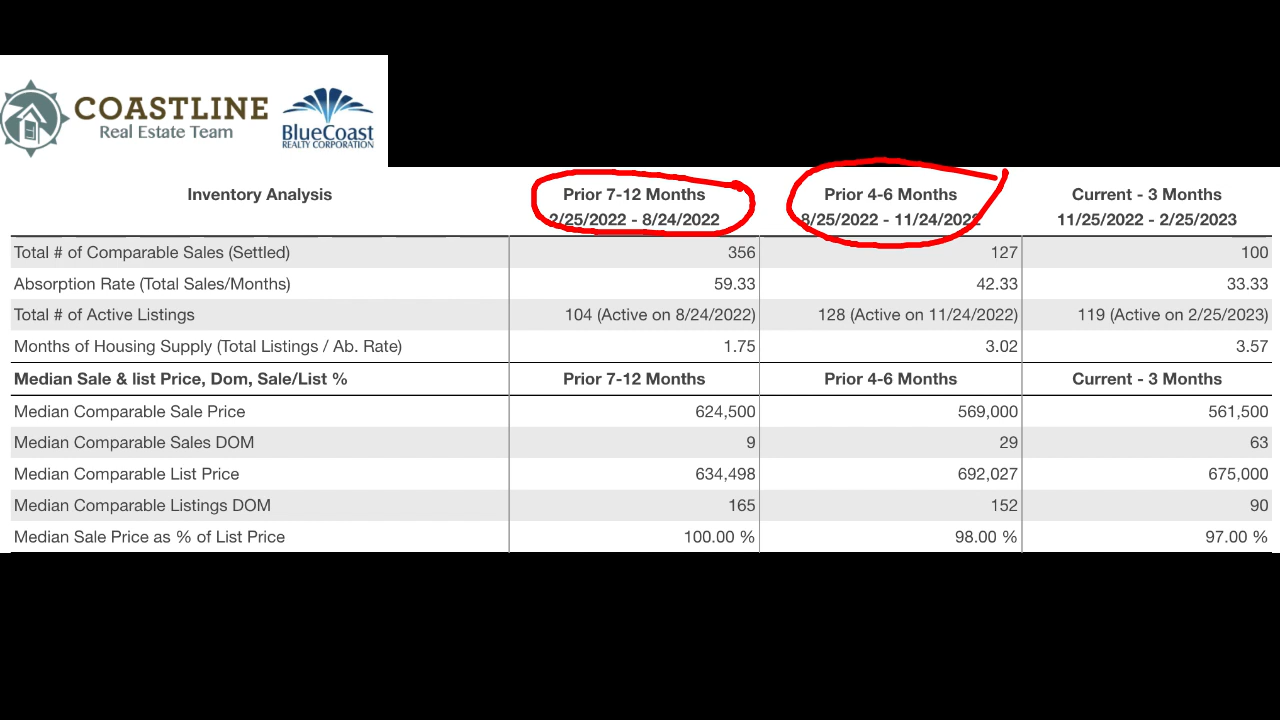 COASTLINE
Real Estate Team
BlueCoast
REALTY CORPORATION
Inventory Analysis Prior 7-12 Months Prior 4-6 Months Current - 3 Months
2/25/2022 - 8/24/2022 8/25/2022 - 11/24/2022 11/25/2022 - 2/25/2023
Total # of Comparable Sales (Settled) 356 127 100
Absorption Rate (Total Sales/Months) 59.33 42.33 33.33
Total # of Active Listings 104 (Active on 8/24/2022) 128 (Active on 11/24/2022) 119 (Active on 2/25/2023)
Months of Housing Supply (Total Listings / Ab. Rate) 1.75 3.02 3.57
Median Sale & list Price, Dom, Sale/List % Prior 7-12 Months Prior 4-6 Months Current - 3 Months
Median Comparable Sale Price 624,500 569,000 561,500
Median Comparable Sales DOM 9 29 63
Median Comparable List Price 634,498 692,027 675,000
Median Comparable Listings DOM 165 152 90
Median Sale Price as % of List Price 100.00 % 98.00 % 97.00 %